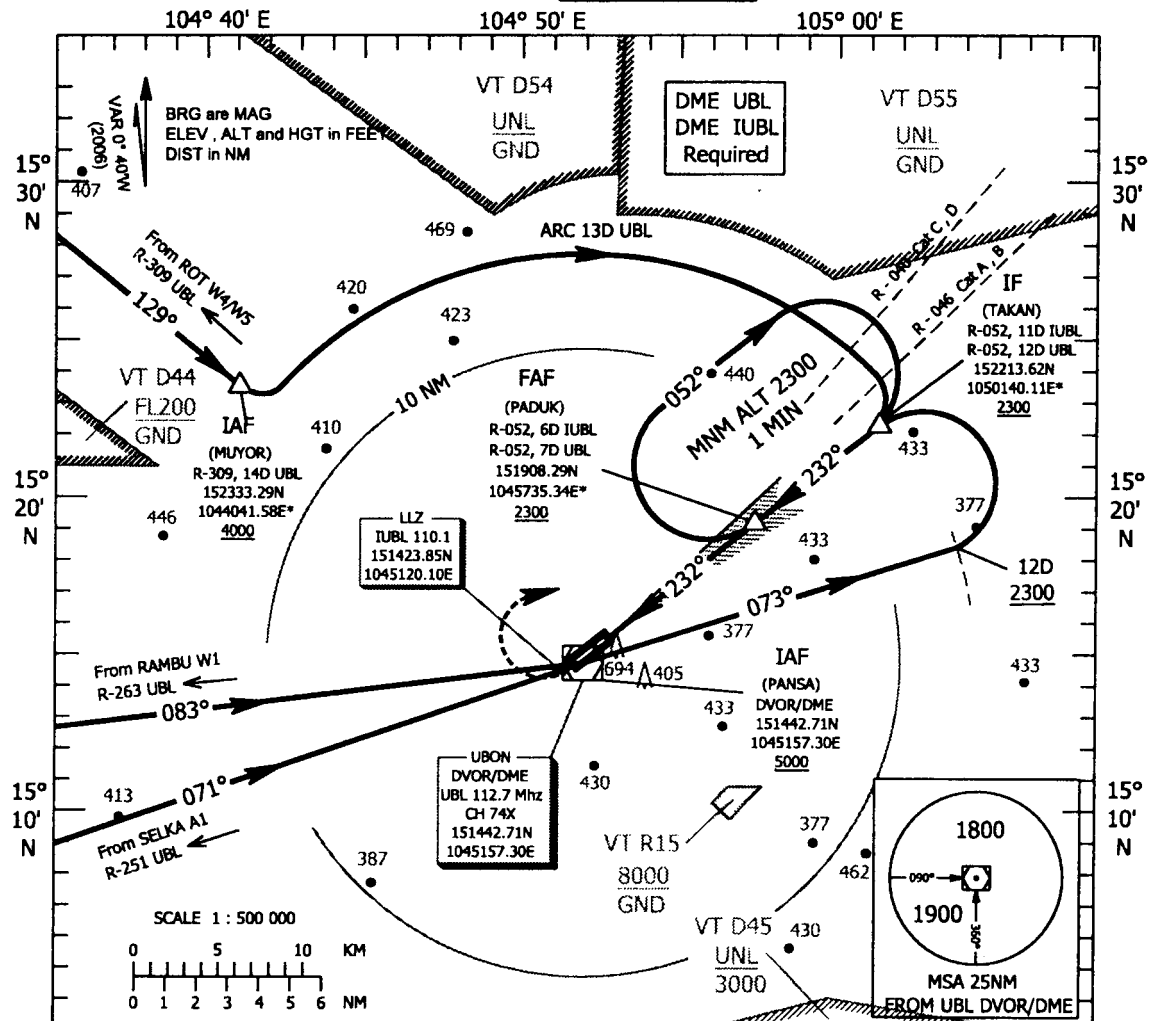 104° 40' E
104° 50' E
105° 00' E
VAR 0° 40'W
(2006)
BRG are MAG
ELEV , ALT and HGT in FEET
DIST in NM
VT D54
UNL
GND
DME UBL
DME IUBL
Required
VT D55
UNL
GND
15°
30'
N
15°
30'
N
407
469
ARC 13D UBL
From ROT W4/W5
R-309 UBL
129°
420
423
R - 040 Cat C , D
R - 046 Cat A , B
IF
(TAKAN)
R-052, 11D IUBL
R-052, 12D UBL
152213.62N
1050140.11E*
2300
VT D44
FL200
GND
10 NM
FAF
(PADUK)
R-052, 6D IUBL
R-052, 7D UBL
151908.29N
1045735.34E*
2300
052°
440
MNM ALT 2300
1 MIN
232°
433
IAF
(MUYOR)
R-309, 14D UBL
152333.29N
1044041.58E*
4000
410
446
15°
20'
N
15°
20'
N
377
LLZ
IUBL 110.1
151423.85N
1045120.10E
433
232°
073°
12D
2300
377
From RAMBU W1
R-263 UBL
083°
694
405
IAF
(PANSA)
DVOR/DME
151442.71N
1045157.30E
5000
433
433
071°
From SELKA A1
R-251 UBL
413
UBON
DVOR/DME
UBL 112.7 Mhz
CH 74X
151442.71N
1045157.30E
430
15°
10'
N
15°
10'
N
VT R15
8000
GND
377
462
387
VT D45
UNL
3000
430
SCALE 1 : 500 000
0 5 10 KM
0 1 2 3 4 5 6 NM
1800
090°
1900
360°
MSA 25NM
FROM UBL DVOR/DME